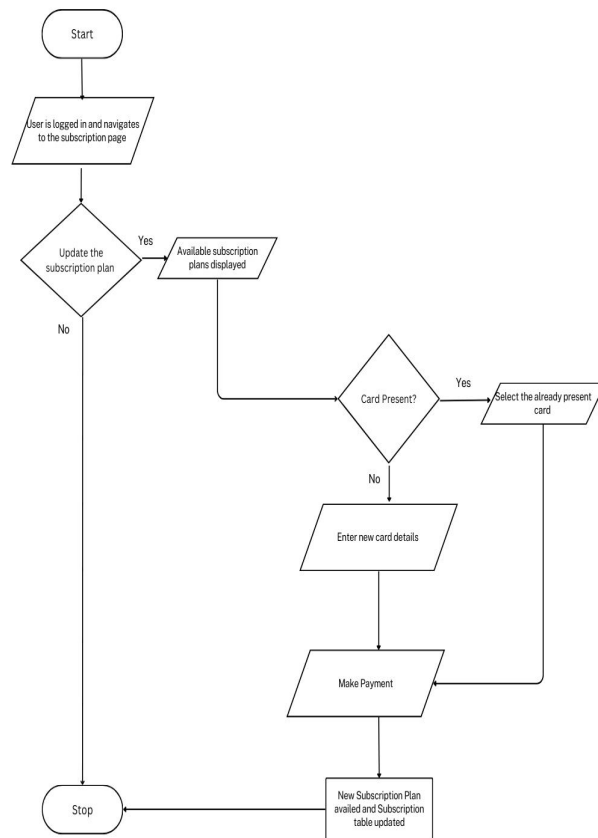 Start
User is logged in and navigates
to the subscription page
Update the
subscription plan
Yes
Available subscription
plans displayed
No
Card Present?
Yes
Select the already present
card
No
Enter new card details
Make Payment
New Subscription Plan
availed and Subscription
table updated
Stop